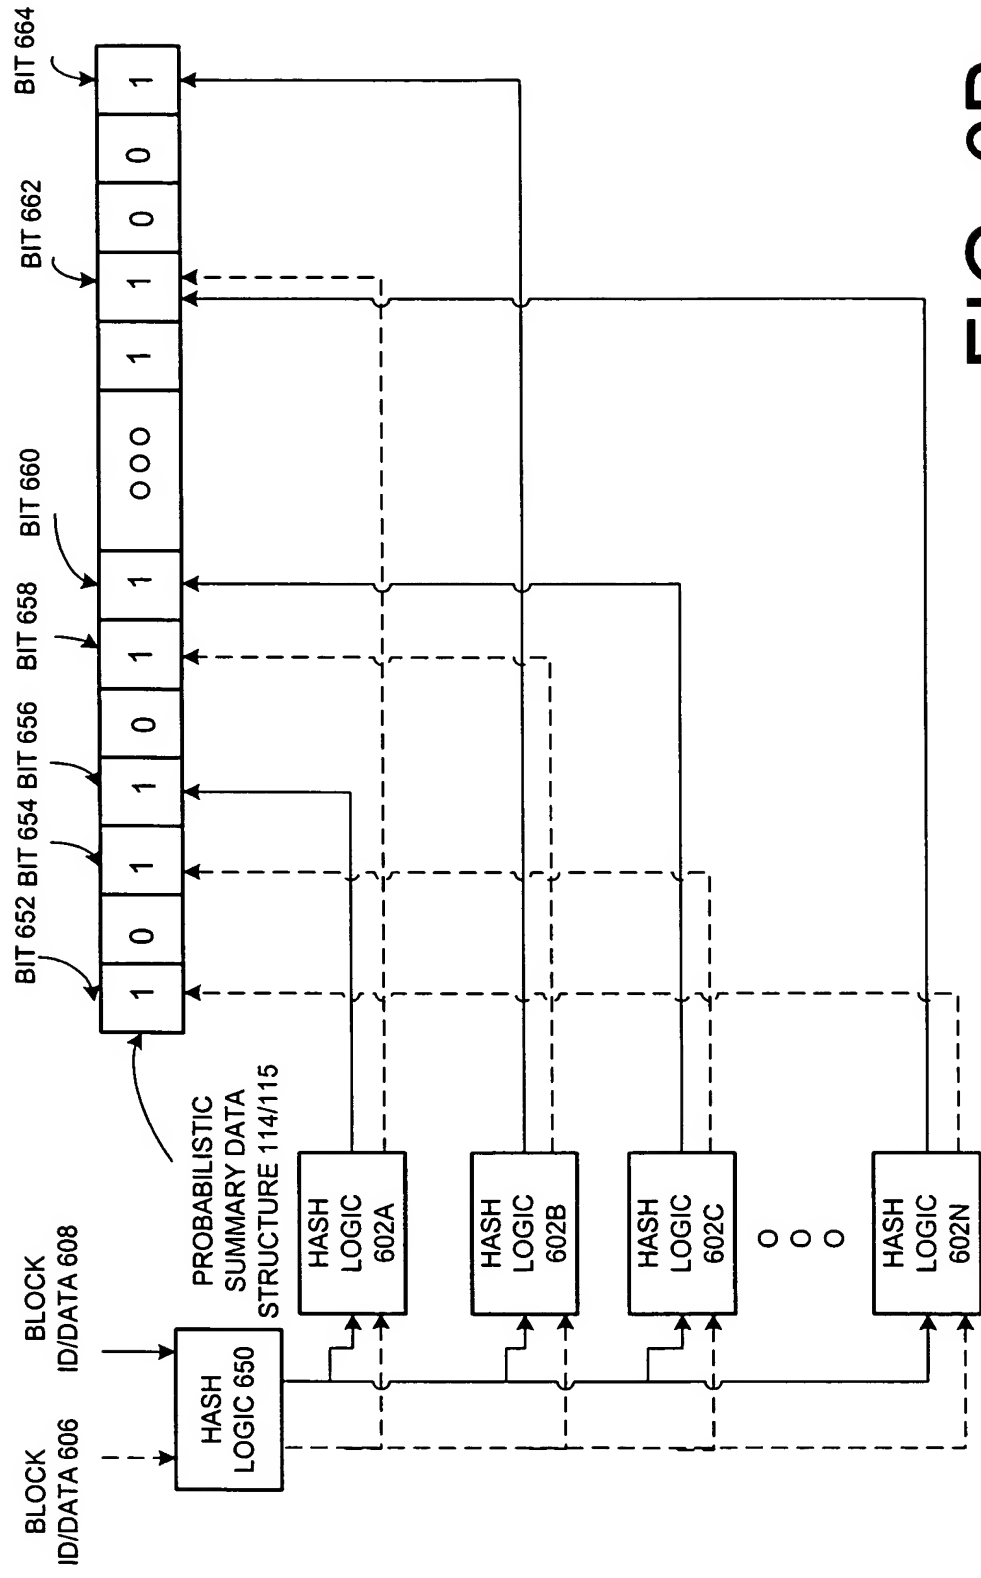 BLOCK
ID/DATA 606
BLOCK
ID/DATA 608
BIT 652
BIT 654
BIT 656
BIT 658
BIT 660
BIT 662
BIT 664
1 0 1 1 0 1 1 OOO 1 1 0 0 1
HASH
LOGIC 650
PROBABILISTIC
SUMMARY DATA
STRUCTURE 114/115
HASH
LOGIC
602A
HASH
LOGIC
602B
HASH
LOGIC
602C
O
O
O
HASH
LOGIC
602N
FIG